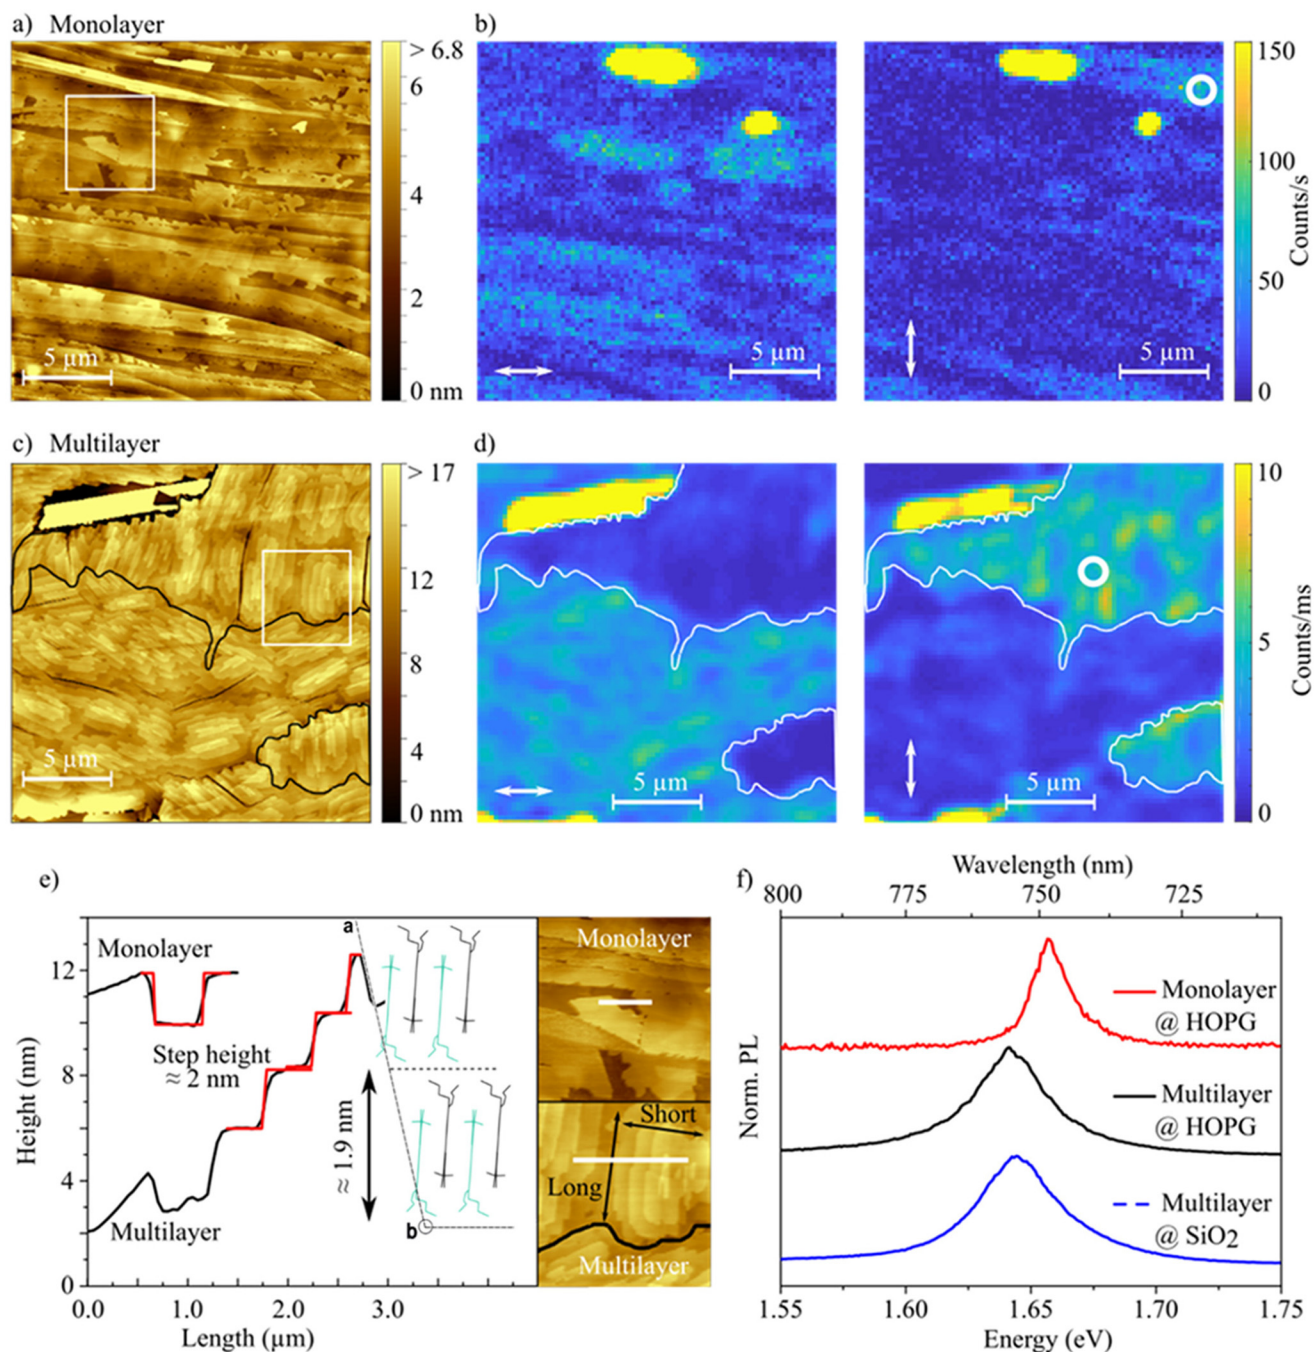 a) Monolayer
> 6.8
6
4
2
0 nm
5 µm
b)
5 µm
5 µm
150
100
50
0
Counts/s
c) Multilayer
> 17
12
8
4
0 nm
5 µm
d)
5 µm
5 µm
10
5
0
Counts/ms
e)
Height (nm)
12
8
4
0
Monolayer
Step height
≈ 2 nm
Multilayer
a
≈ 1.9 nm
b
0.0 1.0 2.0 3.0
Length (µm)
Monolayer
Short
Long
Multilayer
f)
Wavelength (nm)
800 775 750 725
Norm. PL
Monolayer
@ HOPG
Multilayer
@ HOPG
Multilayer
@ SiO2
1.55 1.60 1.65 1.70 1.75
Energy (eV)